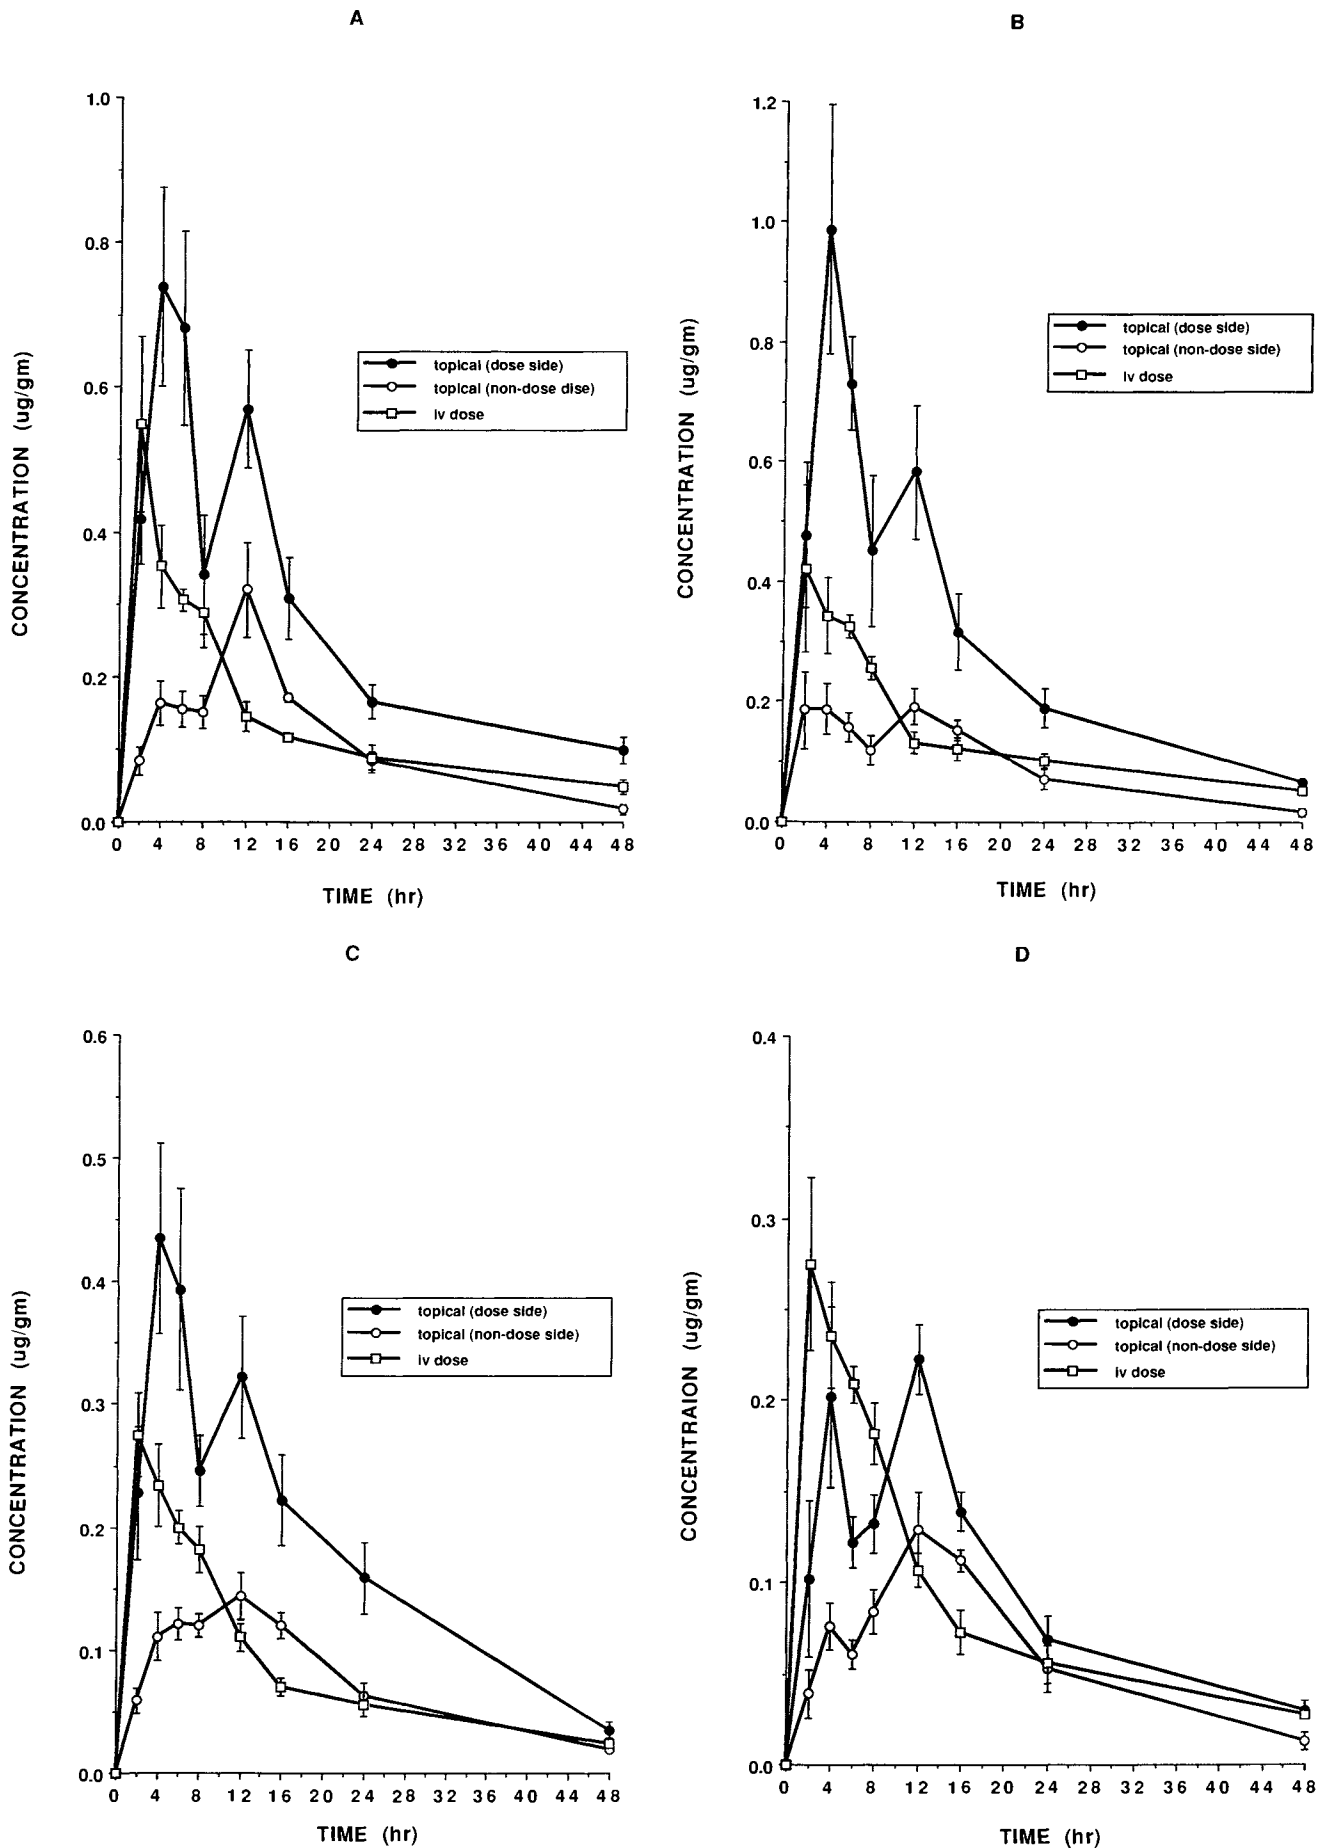 A
CONCENTRATION (ug/gm)
1.0
0.8
0.6
0.4
0.2
0.0
topical (dose side)
topical (non-dose dise)
iv dose
0 4 8 12 16 20 24 28 32 36 40 44 48
TIME (hr)
B
CONCENTRATION (ug/gm)
1.2
1.0
0.8
0.6
0.4
0.2
0.0
topical (dose side)
topical (non-dose side)
iv dose
0 4 8 12 16 20 24 28 32 36 40 44 48
TIME (hr)
C
CONCENTRATION (ug/gm)
0.6
0.5
0.4
0.3
0.2
0.1
0.0
topical (dose side)
topical (non-dose side)
iv dose
0 4 8 12 16 20 24 28 32 36 40 44 48
TIME (hr)
D
CONCENTRAION (ug/gm)
0.4
0.3
0.2
0.1
0.0
topical (dose side)
topical (non-dose side)
iv dose
0 4 8 12 16 20 24 28 32 36 40 44 48
TIME (hr)